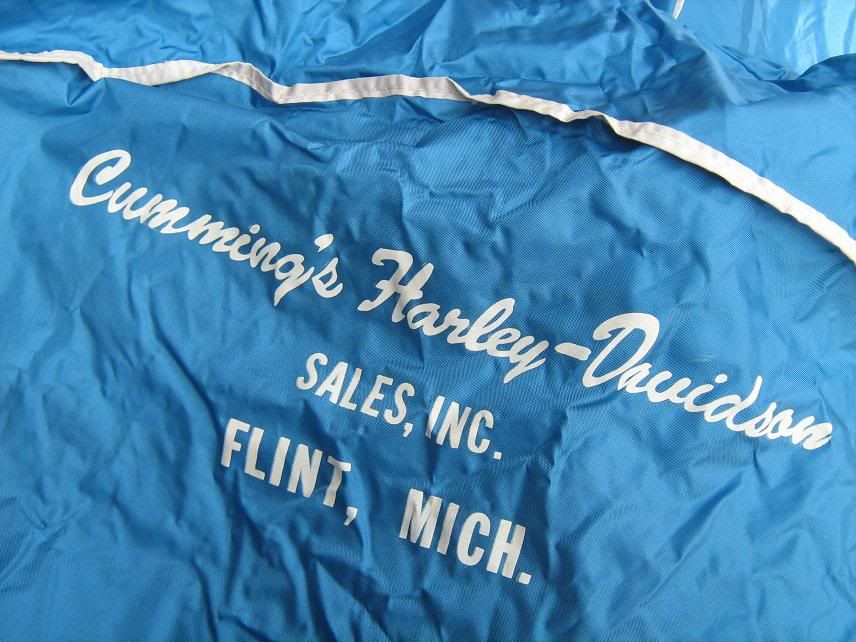 Cumming's Harley-Davidson
SALES, INC.
FLINT, MICH.